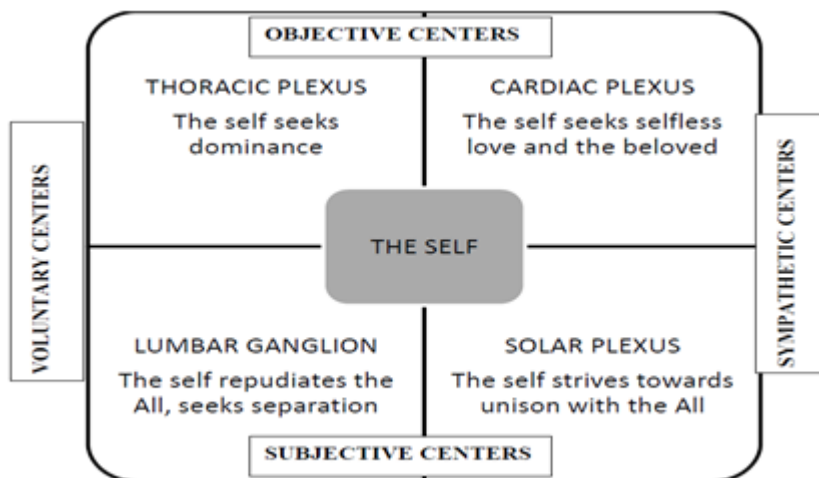 OBJECTIVE CENTERS
THORACIC PLEXUS
The self seeks
dominance
CARDIAC PLEXUS
The self seeks selfless
love and the beloved
VOLUNTARY CENTERS
THE SELF
SYMPATHETIC CENTERS
LUMBAR GANGLION
The self repudiates the
All, seeks separation
SOLAR PLEXUS
The self strives towards
unison with the All
SUBJECTIVE CENTERS